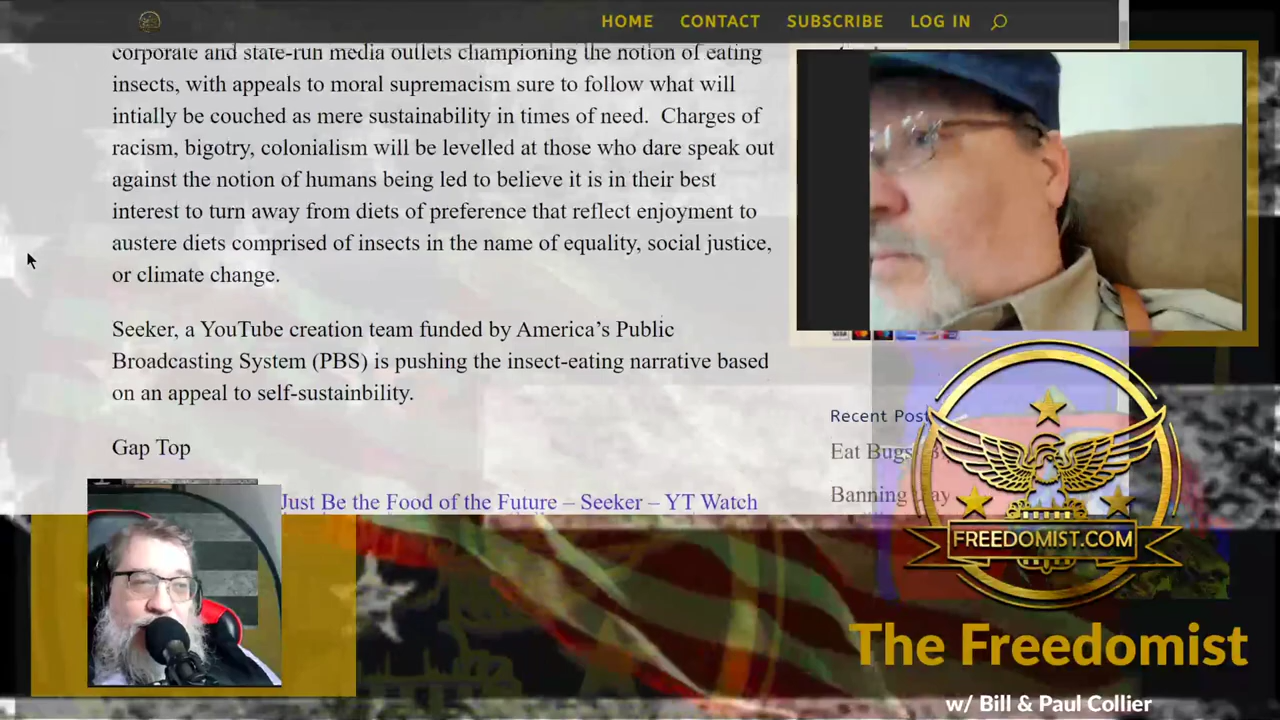 HOME CONTACT SUBSCRIBE LOG IN
corporate and state-run media outlets championing the notion of eating
insects, with appeals to moral supremacism sure to follow what will
intially be couched as mere sustainability in times of need. Charges of
racism, bigotry, colonialism will be levelled at those who dare speak out
against the notion of humans being led to believe it is in their best
interest to turn away from diets of preference that reflect enjoyment to
austere diets comprised of insects in the name of equality, social justice,
or climate change.
Seeker, a YouTube creation team funded by America's Public
Broadcasting System (PBS) is pushing the insect-eating narrative based
on an appeal to self-sustainbility.
Gap Top
Just Be the Food of the Future – Seeker – YT Watch
VISA
Recent Post
Eat Bugs
Banning
FREEDOMIST.COM
The Freedomist
w/ Bill & Paul Collier